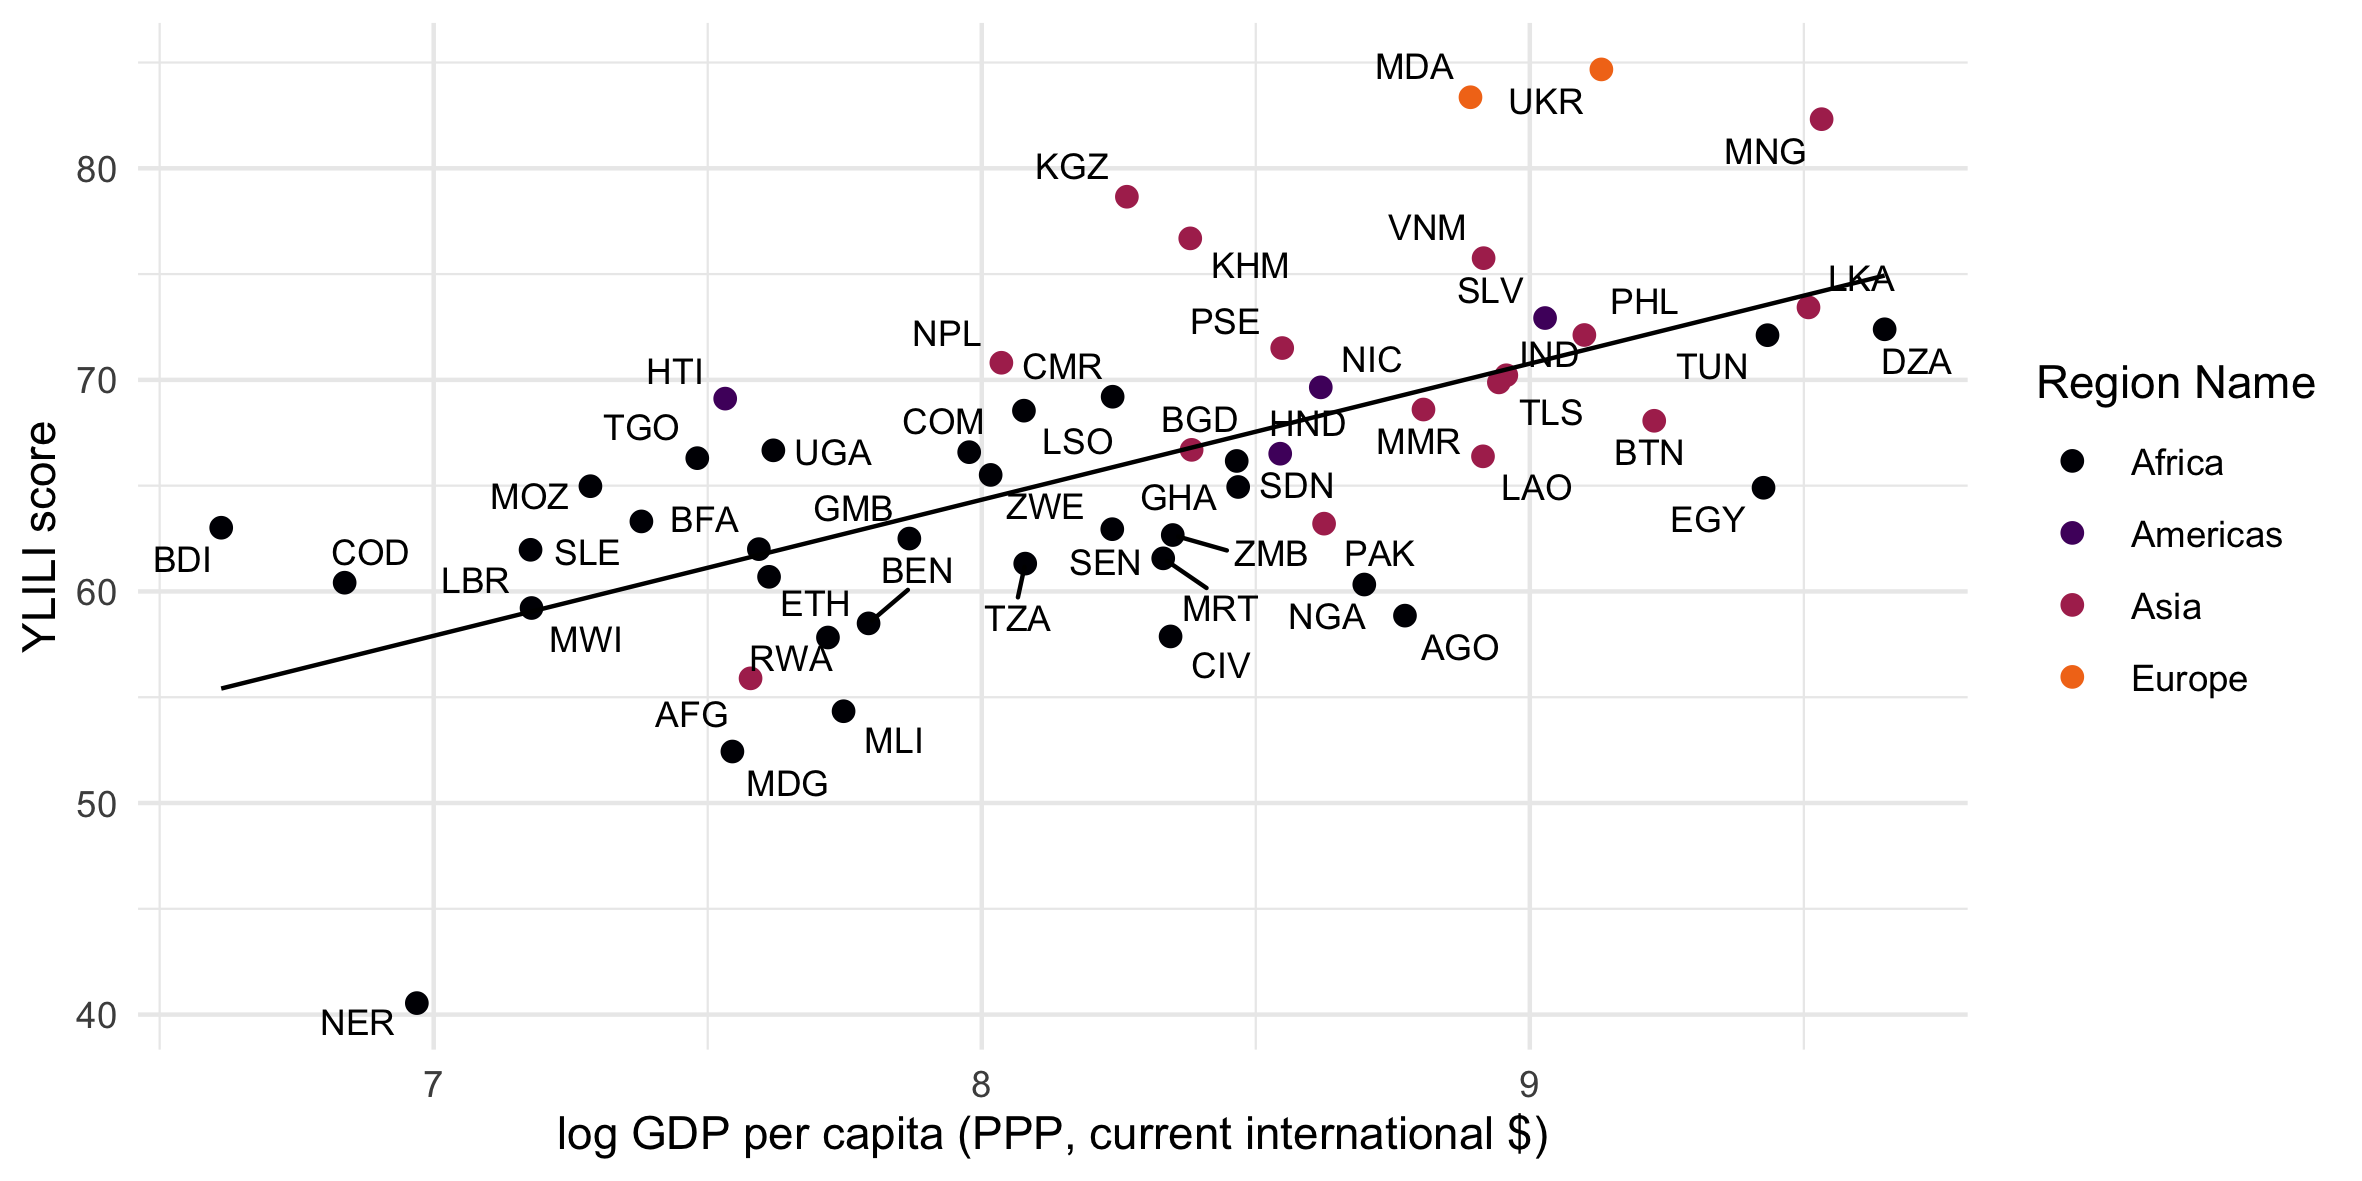 MDA
UKR
MNG
80
KGZ
VNM
KHM
LKA
SLV
PHL
PSE
NPL
HTI
CMR
NIC
IND
TUN
DZA
70
Region Name
TGO
COM
BGD
HND
TLS
UGA
LSO
MMR
BTN
Africa
MOZ
GMB
ZWE
GHA
SDN
LAO
BFA
EGY
Americas
YLILI score
BDI
COD
SLE
SEN
ZMB
PAK
LBR
BEN
60
ETH
TZA
MRT
NGA
Asia
MWI
RWA
CIV
AGO
Europe
AFG
MLI
MDG
50
40
NER
7
8
9
log GDP per capita (PPP, current international $)